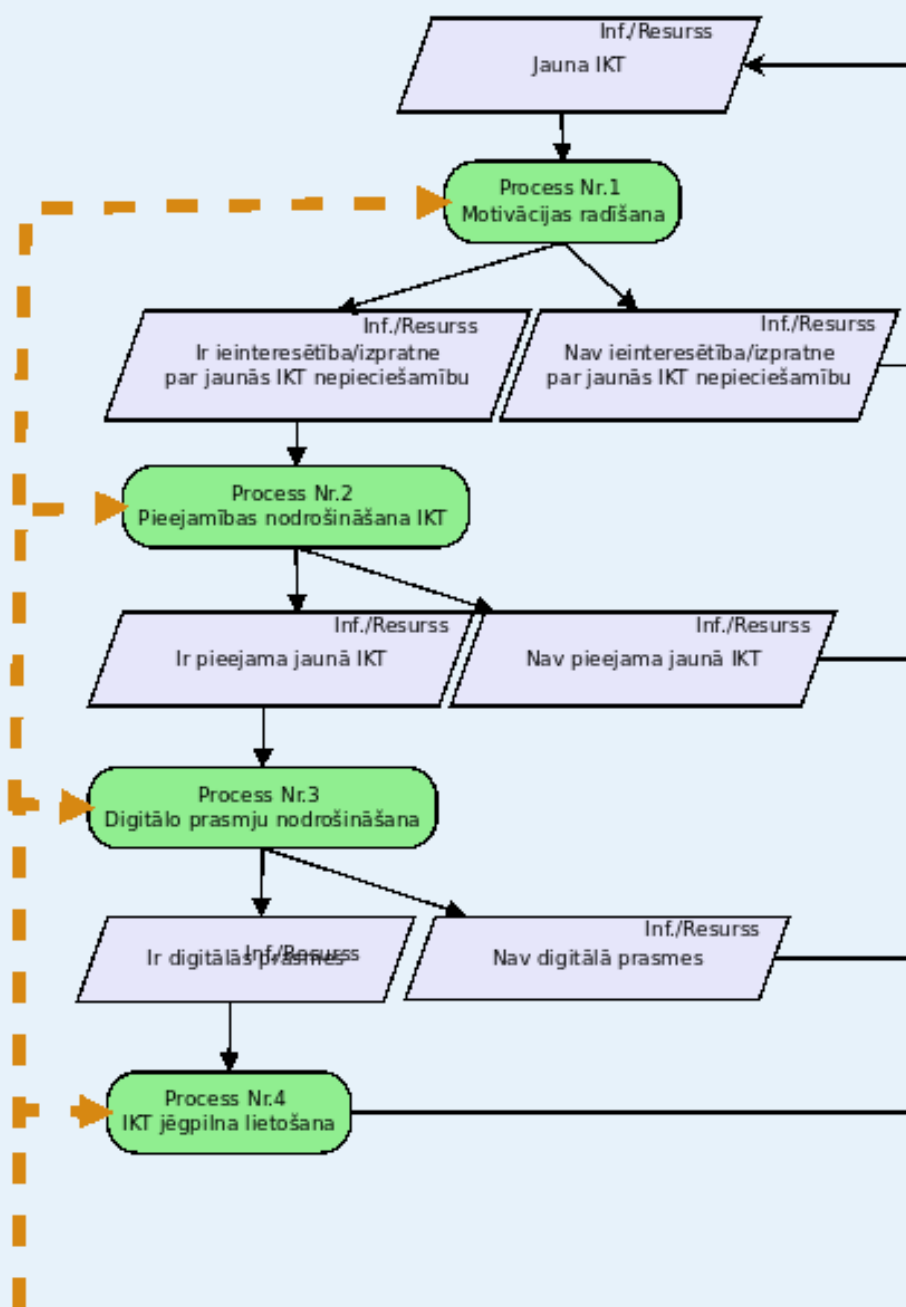 Inf./Resurss
Jauna IKT
Process Nr.1
Motivācijas radīšana
Inf./Resurss
Ir ieinteresētība/izpratne
par jaunās IKT nepieciešamību
Inf./Resurss
Nav ieinteresētība/izpratne
par jaunās IKT nepieciešamību
Process Nr.2
Pieejamības nodrošināšana IKT
Inf./Resurss
Ir pieejama jaunā IKT
Inf./Resurss
Nav pieejama jaunā IKT
Process Nr.3
Digitālo prasmju nodrošināšana
Inf./Resurss
Ir digitālās prasmes
Inf./Resurss
Nav digitālā prasmes
Process Nr.4
IKT jēgpilna lietošana